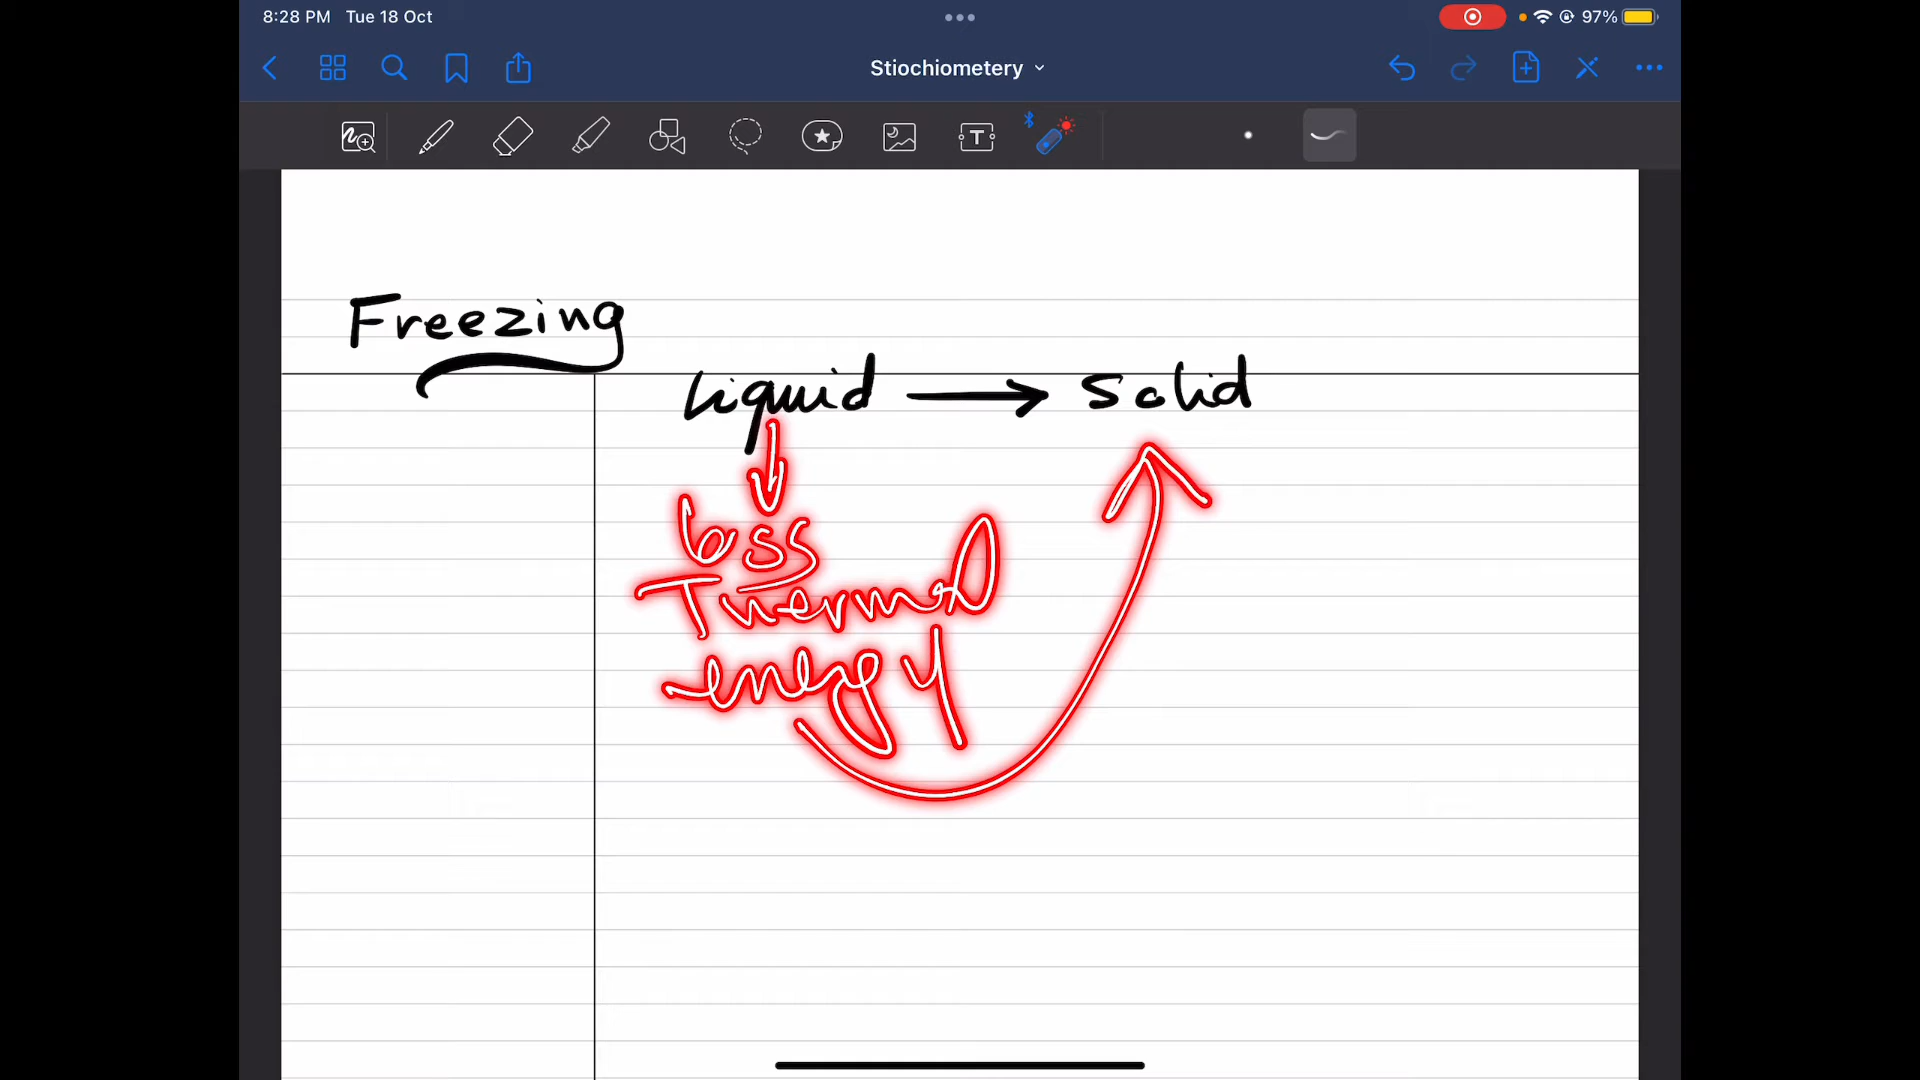 8:28 PM Tue 18 Oct
97%
Stiochiometery
T
Freezing
Liquid → Solid
loss
Thermal
energy